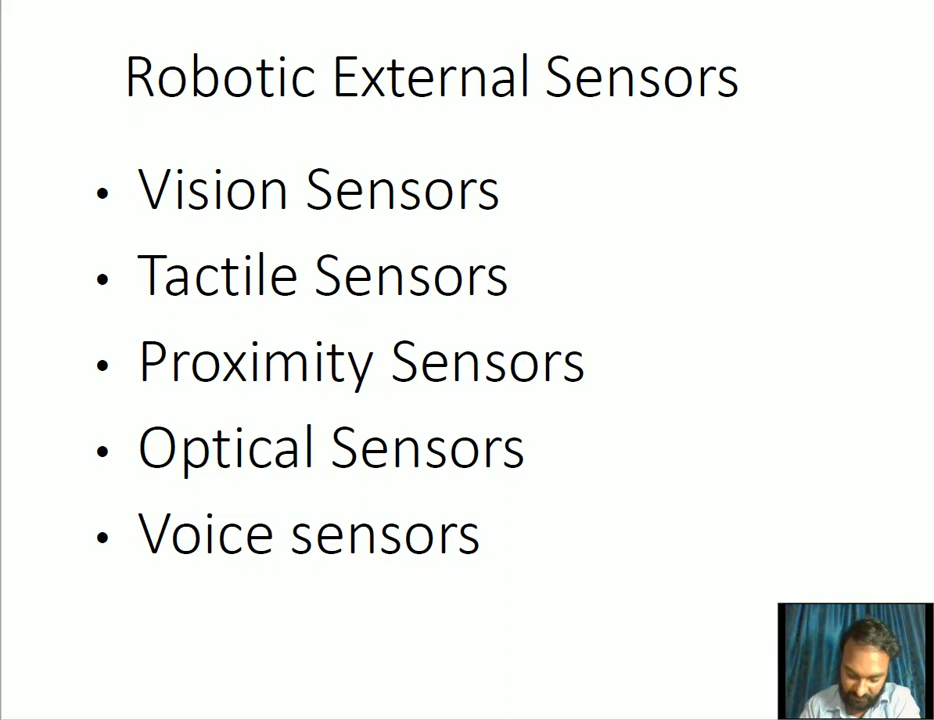 Robotic External Sensors
• Vision Sensors
• Tactile Sensors
• Proximity Sensors
• Optical Sensors
• Voice sensors